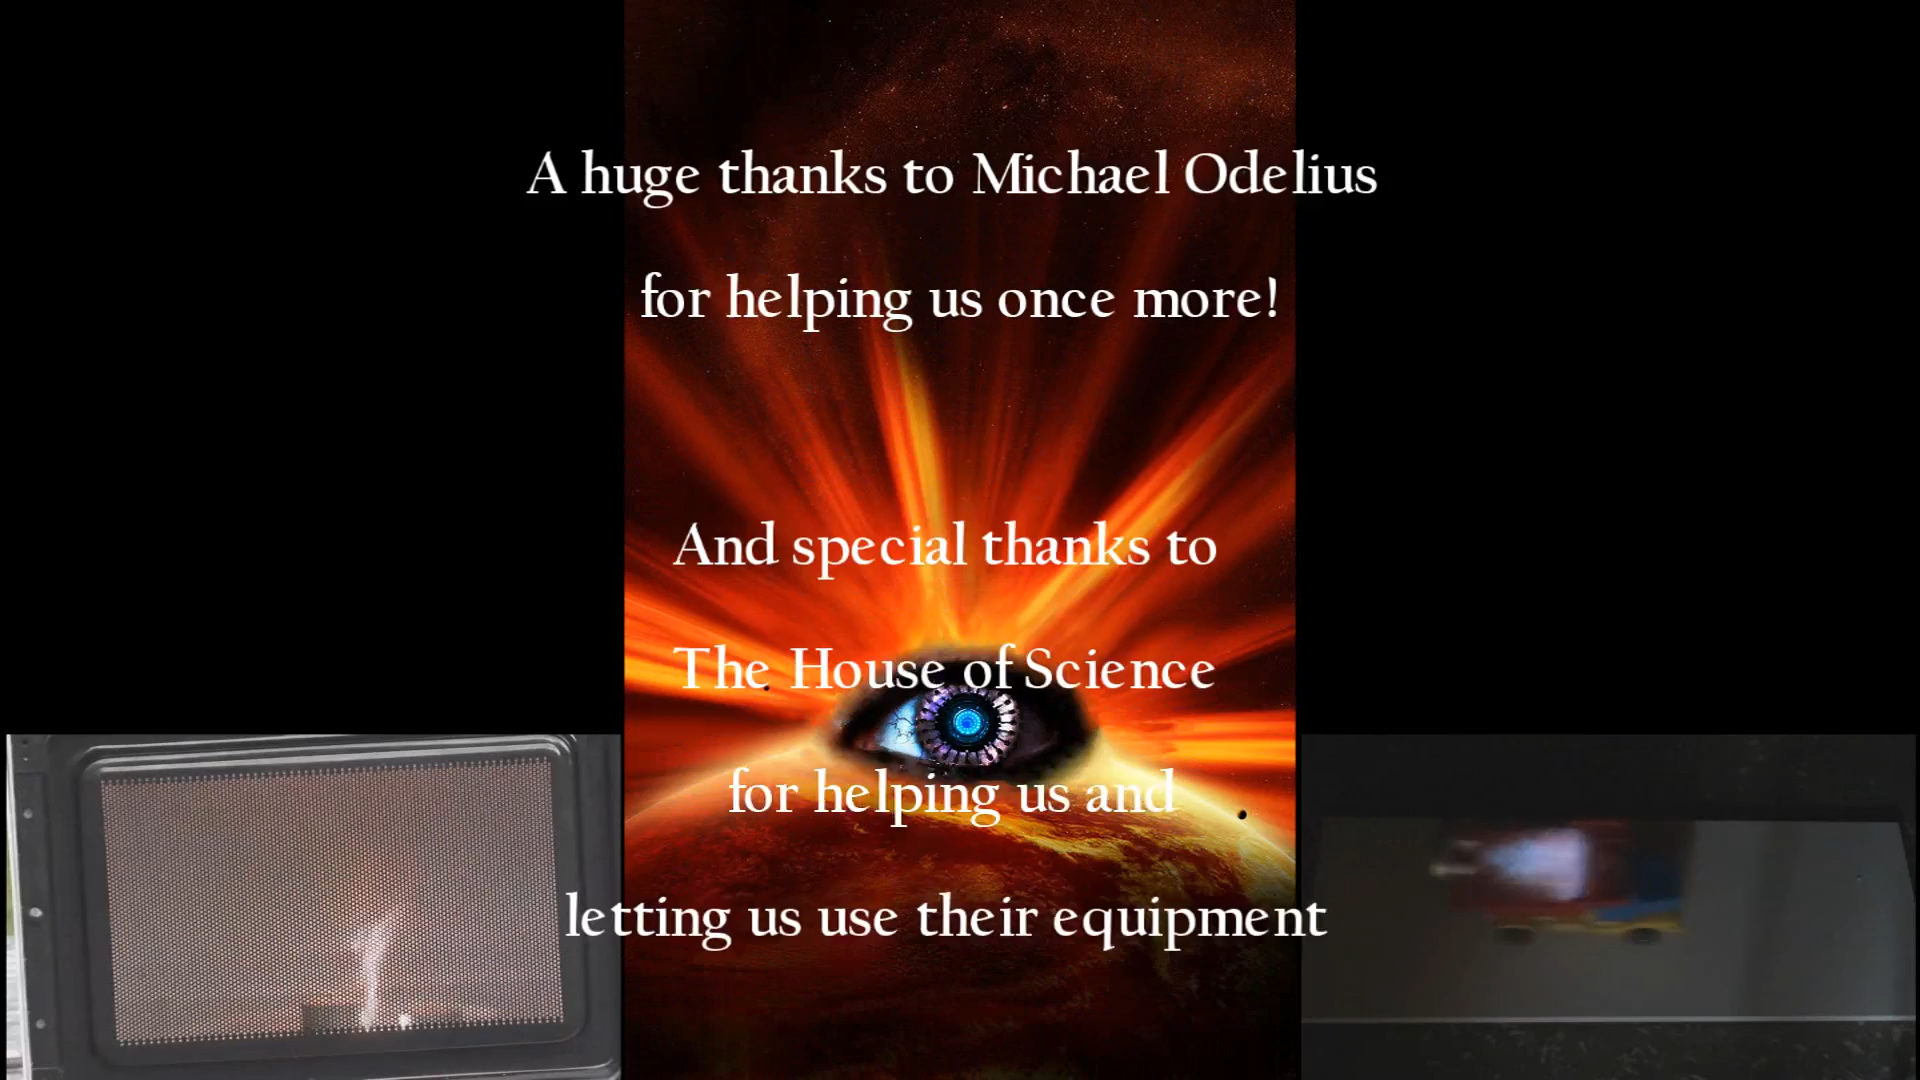 A huge thanks to Michael Odelius
for helping us once more!
And special thanks to
The House of Science
for helping us and
letting us use their equipment